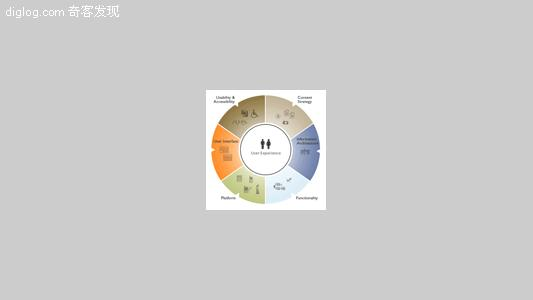 diglog.com 奇客发现
Usability &
Accessibility
Content
Strategy
User Interface
Information
Architecture
User Experience
Platform
Functionality